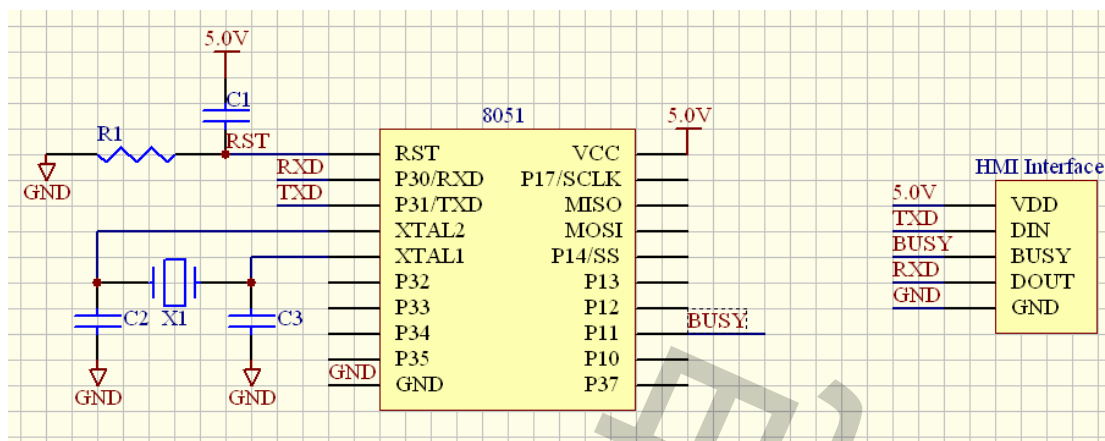 5.0V
C1
8051
5.0V
R1
RST
GND
RXD
TXD
RST
P30/RXD
P31/TXD
XTAL2
XTAL1
P32
P33
P34
P35
GND
VCC
P17/SCLK
MISO
MOSI
P14/SS
P13
P12
P11
P10
P37
C2
X1
C3
GND
GND
GND
BUSY
HMI Interface
5.0V
TXD
BUSY
RXD
GND
VDD
DIN
BUSY
DOUT
GND